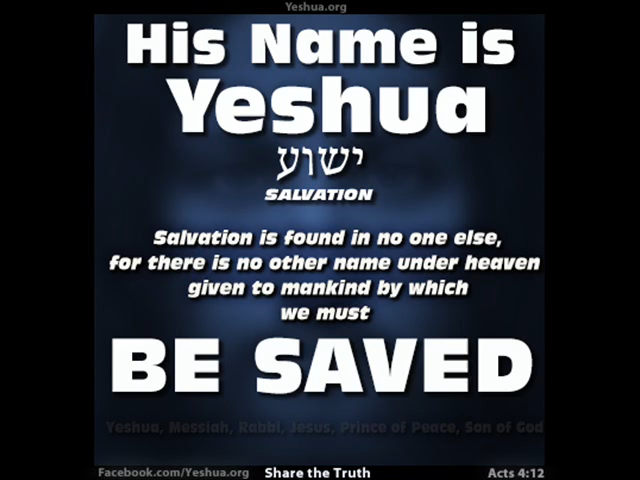 Yeshua.org
His Name is
Yeshua
ישוע
SALVATION
Salvation is found in no one else,
for there is no other name under heaven
given to mankind by which
we must
BE SAVED
Yeshua, Messiah, Rabbi, Jesus, Prince of Peace, Son of God
Facebook.com/Yeshua.org Share the Truth Acts 4:12